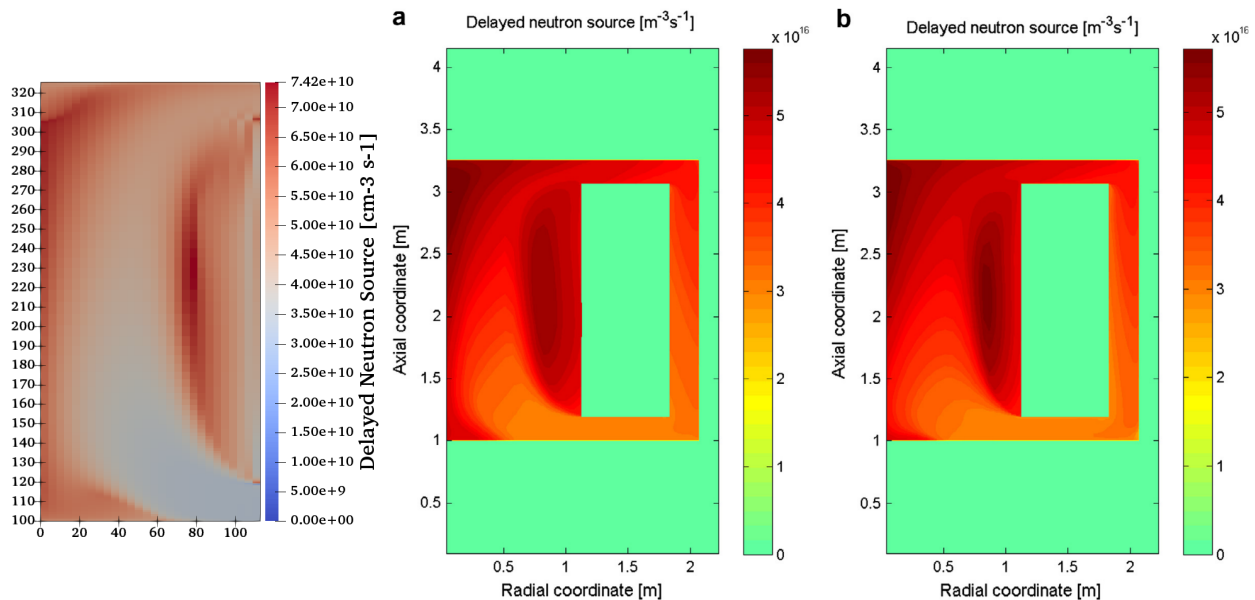 320
310
300
290
280
270
260
250
240
230
220
210
200
190
180
170
160
150
140
130
120
110
100
0
20
40
60
80
100
7.42e+10
7.00e+10
6.50e+10
6.00e+10
5.50e+10
5.00e+10
4.50e+10
4.00e+10
3.50e+10
3.00e+10
2.50e+10
2.00e+10
1.50e+10
1.00e+10
5.00e+9
0.00e+00
Delayed Neutron Source [cm-3 s-1]
a
Delayed neutron source [m⁻³s⁻¹]
x 10¹⁶
4
3.5
3
2.5
2
1.5
1
0.5
Axial coordinate [m]
0.5
1
1.5
2
Radial coordinate [m]
5
4
3
2
1
0
b
Delayed neutron source [m⁻³s⁻¹]
x 10¹⁶
4
3.5
3
2.5
2
1.5
1
0.5
Axial coordinate [m]
0.5
1
1.5
2
Radial coordinate [m]
5
4
3
2
1
0